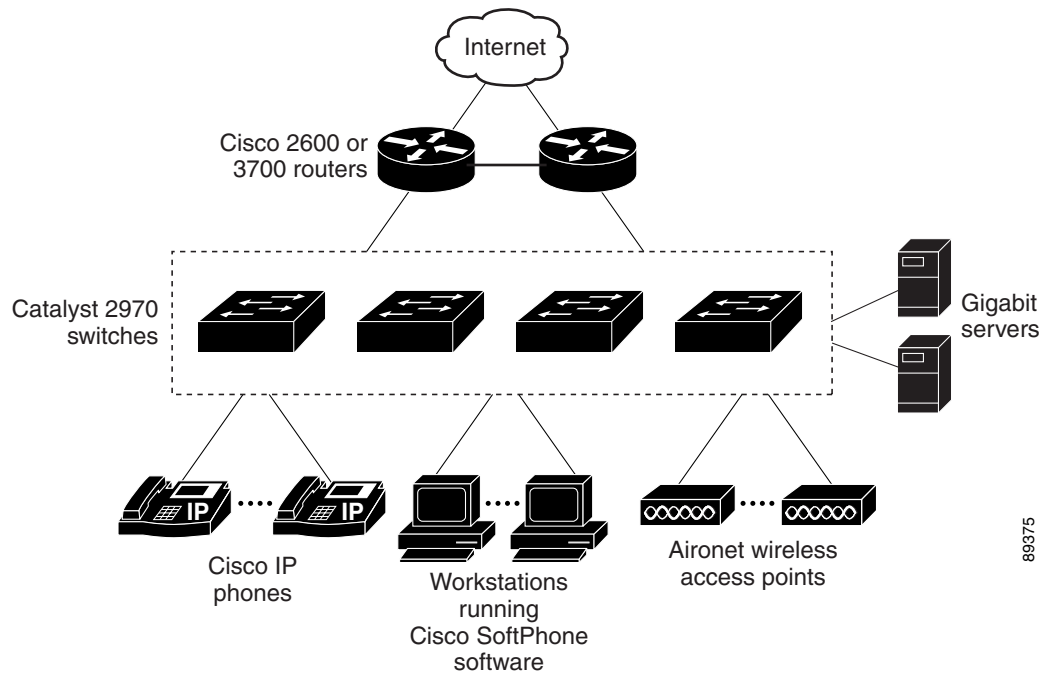 Internet
Cisco 2600 or
3700 routers
Catalyst 2970
switches
Gigabit
servers
IP
IP
Cisco IP
phones
Workstations
running
Cisco SoftPhone
software
Aironet wireless
access points
89375